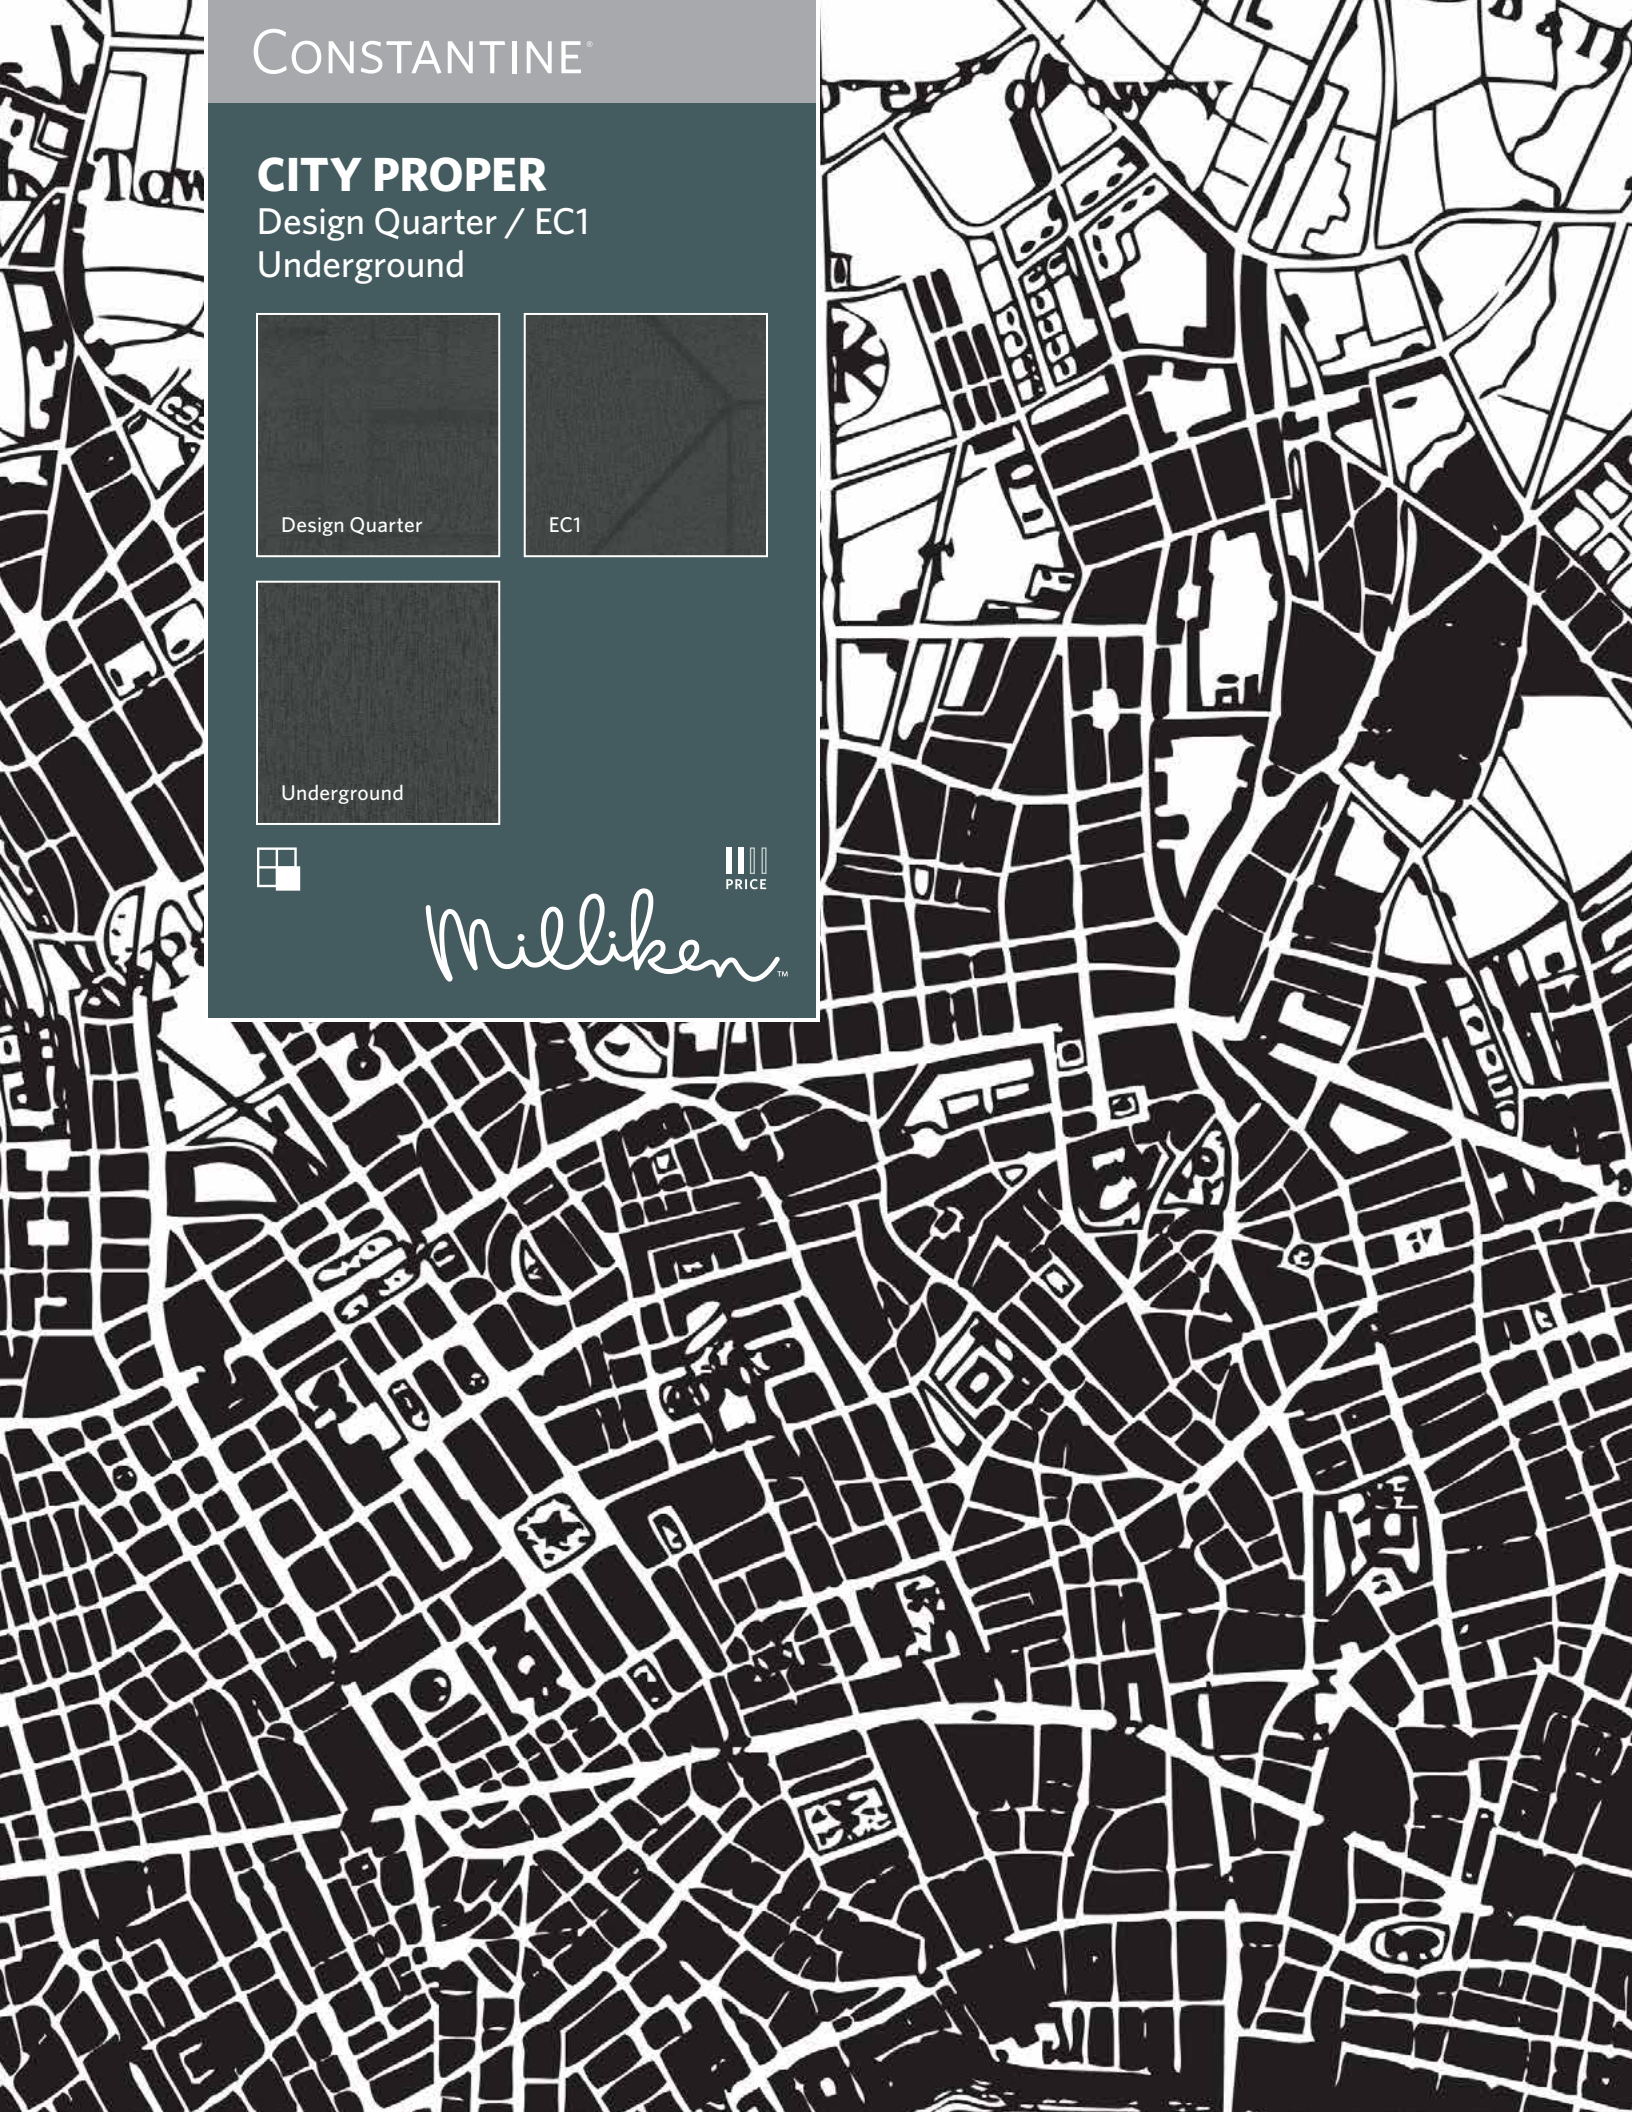 CONSTANTINE®
CITY PROPER
Design Quarter / EC1
Underground
Design Quarter
EC1
Underground
PRICE
Milliken™